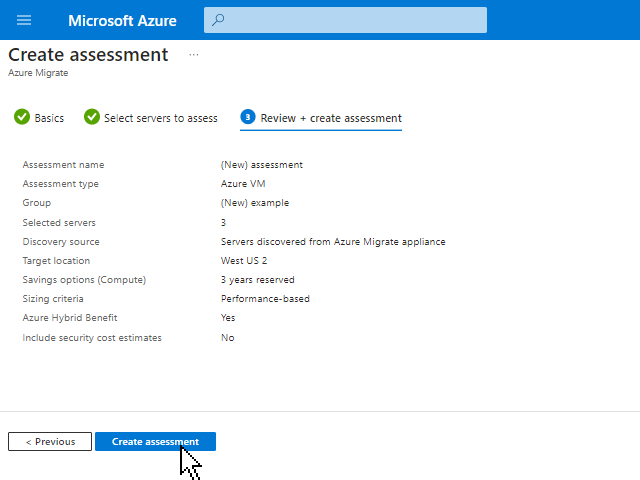 Microsoft Azure
Create assessment ...
Azure Migrate
Basics Select servers to assess 3 Review + create assessment
Assessment name (New) assessment
Assessment type Azure VM
Group (New) example
Selected servers 3
Discovery source Servers discovered from Azure Migrate appliance
Target location West US 2
Savings options (Compute) 3 years reserved
Sizing criteria Performance-based
Azure Hybrid Benefit Yes
Include security cost estimates No
< Previous Create assessment